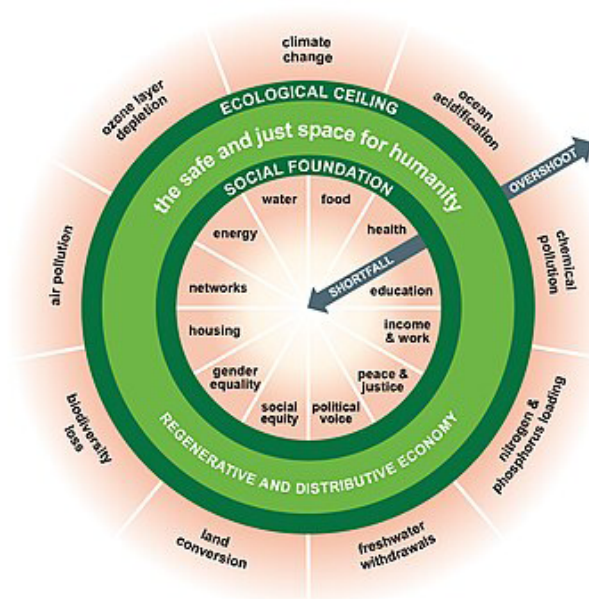 climate
change
ozone layer
depletion
ocean
acidification
ECOLOGICAL CEILING
the safe and just space for humanity
OVERSHOOT
SOCIAL FOUNDATION
water
food
energy
health
SHORTFALL
air pollution
chemical
pollution
networks
education
housing
income
& work
gender
equality
peace &
justice
social
equity
political
voice
biodiversity
loss
nitrogen &
phosphorus loading
REGENERATIVE AND DISTRIBUTIVE ECONOMY
land
conversion
freshwater
withdrawals